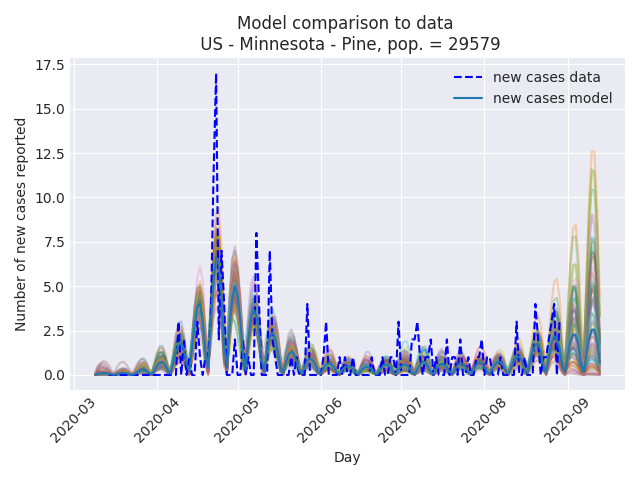 Model comparison to data
US - Minnesota - Pine, pop. = 29579
17.5
15.0
12.5
10.0
7.5
5.0
2.5
0.0
Number of new cases reported
new cases data
new cases model
2020-03
2020-04
2020-05
2020-06
2020-07
2020-08
2020-09
Day